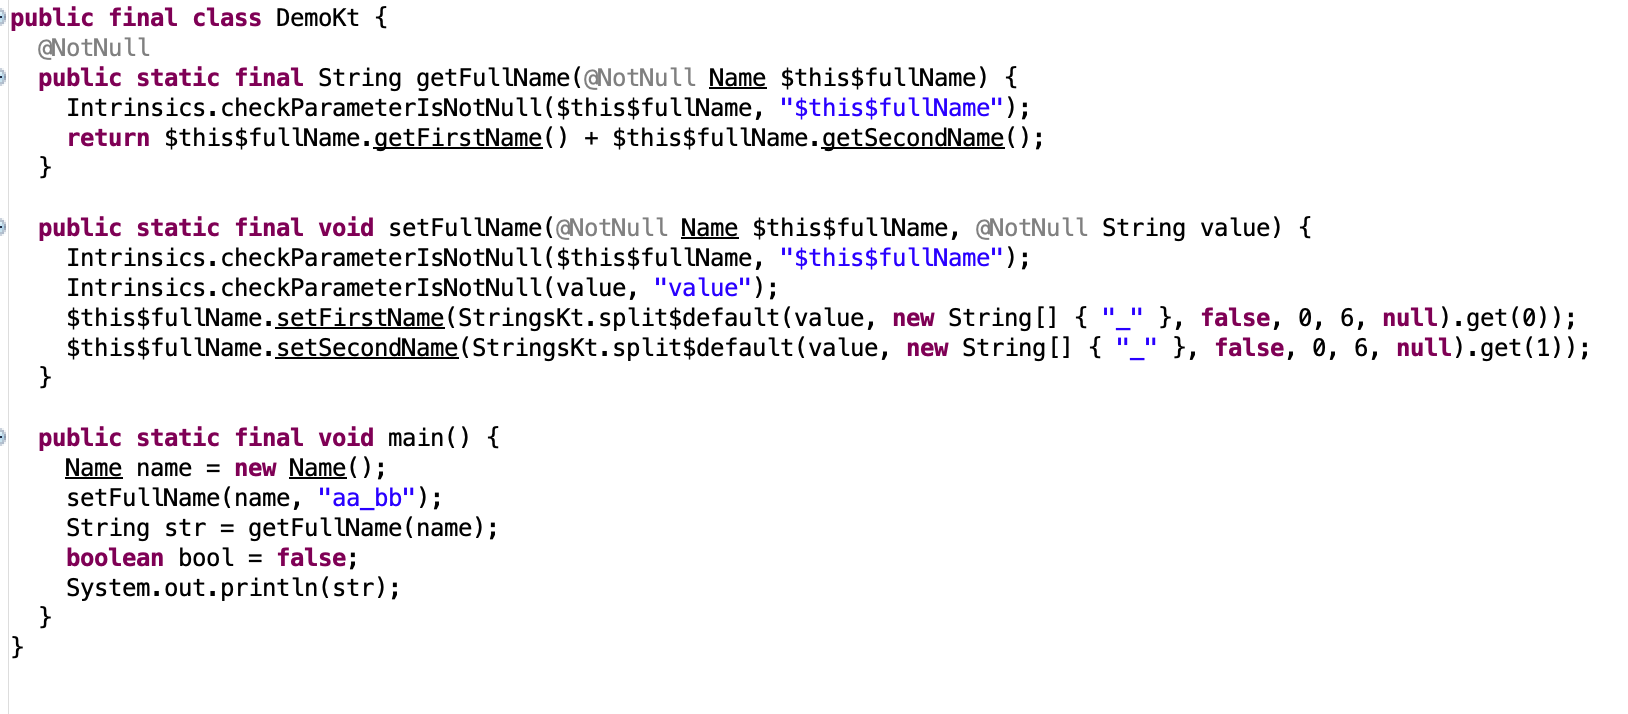 public final class DemoKt {
  @NotNull
  public static final String getFullName(@NotNull Name $this$fullName) {
    Intrinsics.checkParameterIsNotNull($this$fullName, "$this$fullName");
    return $this$fullName.getFirstName() + $this$fullName.getSecondName();
  }

  public static final void setFullName(@NotNull Name $this$fullName, @NotNull String value) {
    Intrinsics.checkParameterIsNotNull($this$fullName, "$this$fullName");
    Intrinsics.checkParameterIsNotNull(value, "value");
    $this$fullName.setFirstName(StringsKt.split$default(value, new String[] { "_" }, false, 0, 6, null).get(0));
    $this$fullName.setSecondName(StringsKt.split$default(value, new String[] { "_" }, false, 0, 6, null).get(1));
  }

  public static final void main() {
    Name name = new Name();
    setFullName(name, "aa_bb");
    String str = getFullName(name);
    boolean bool = false;
    System.out.println(str);
  }
}